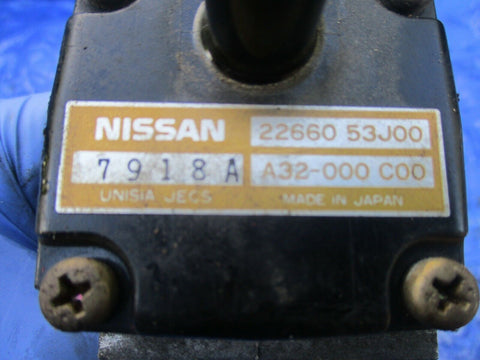 NISSAN 22660 53J00
7918A A32-000 C00
UNISIA JECS MADE IN JAPAN